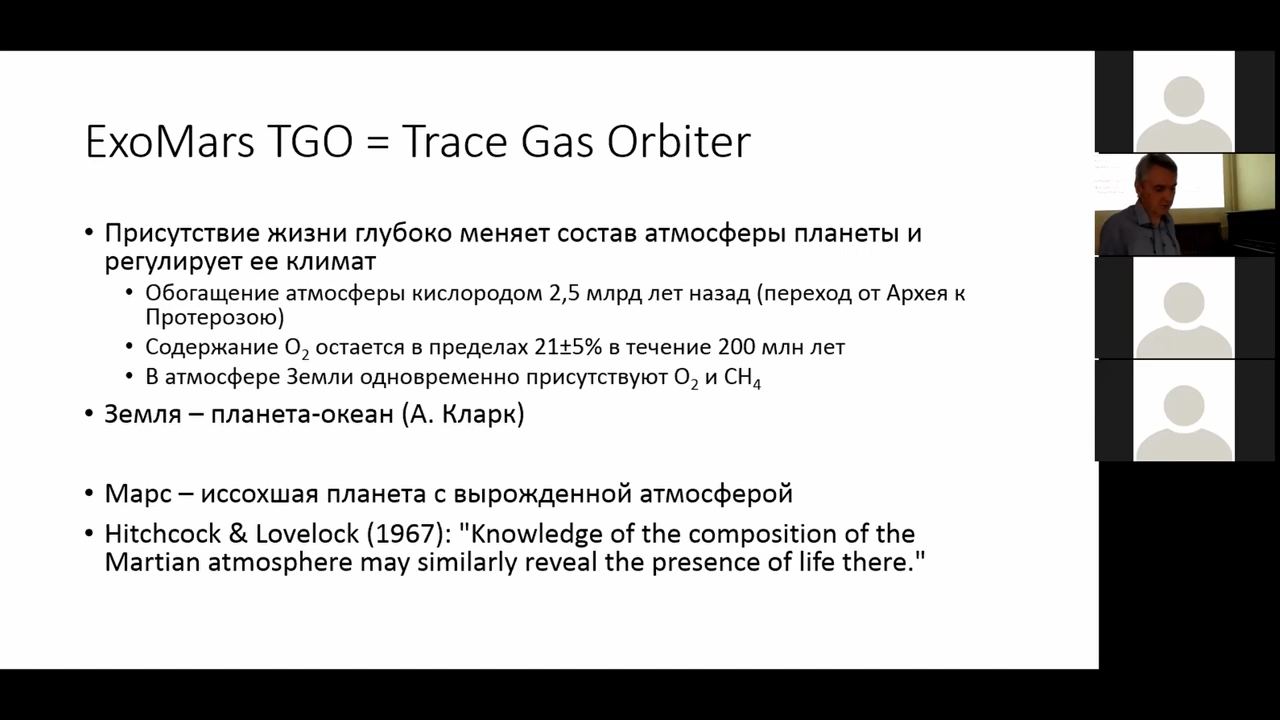 ExoMars TGO = Trace Gas Orbiter
• Присутствие жизни глубоко меняет состав атмосферы планеты и
регулирует ее климат
• Обогащение атмосферы кислородом 2,5 млрд лет назад (переход от Архея к
Протерозою)
• Содержание O₂ остается в пределах 21±5% в течение 200 млн лет
• В атмосфере Земли одновременно присутствуют O₂ и CH₄
• Земля – планета-океан (А. Кларк)
• Марс – иссохшая планета с вырожденной атмосферой
• Hitchcock & Lovelock (1967): "Knowledge of the composition of the
Martian atmosphere may similarly reveal the presence of life there."